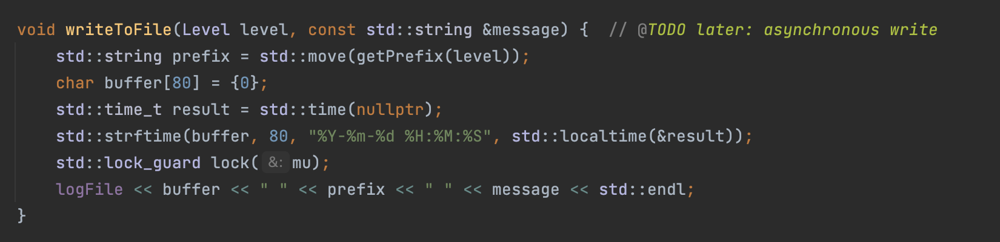 void writeToFile(Level level, const std::string &message) {  // @TODO later: asynchronous write
    std::string prefix = std::move(getPrefix(level));
    char buffer[80] = {0};
    std::time_t result = std::time(nullptr);
    std::strftime(buffer, 80, "%Y-%m-%d %H:%M:%S", std::localtime(&result));
    std::lock_guard lock( &: mu);
    logFile << buffer << " " << prefix << " " << message << std::endl;
}